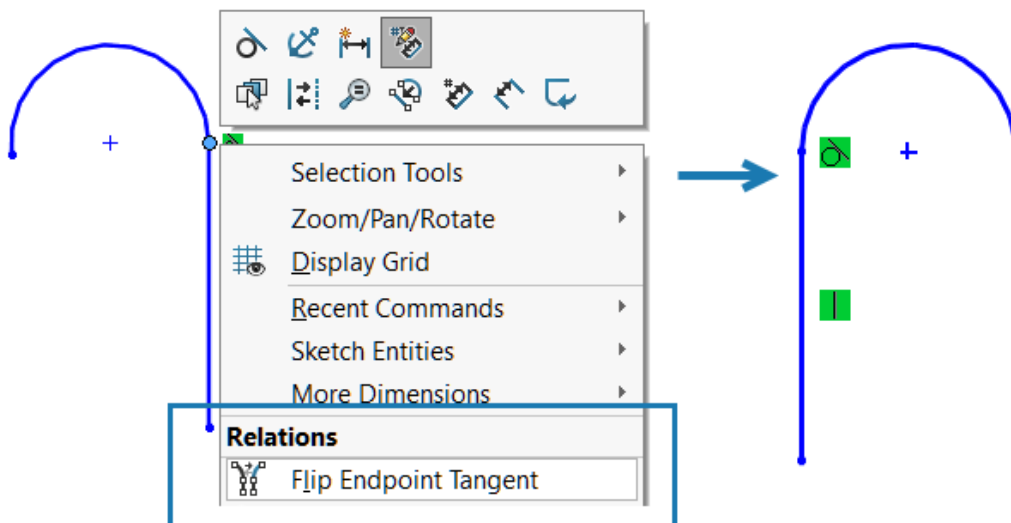 Selection Tools
Zoom/Pan/Rotate
Display Grid
Recent Commands
Sketch Entities
More Dimensions
Relations
Flip Endpoint Tangent